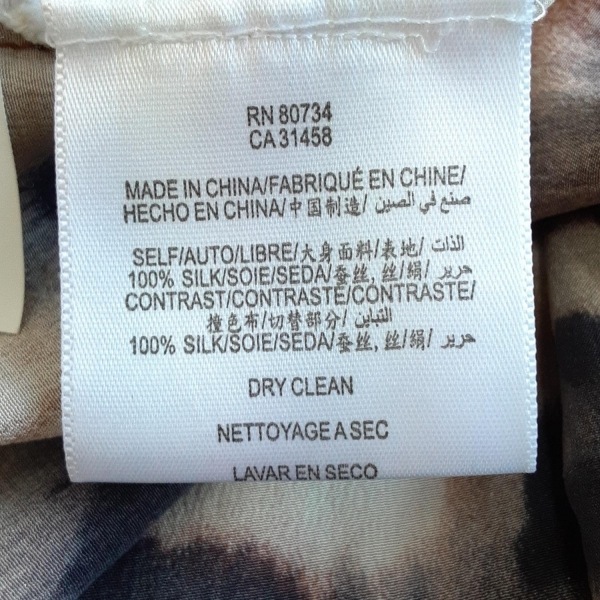 RN 80734
CA 31458
MADE IN CHINA/FABRIQUÉ EN CHINE/
HECHO EN CHINA/中国制造/ صنع في الصين
SELF/AUTO/LIBRE/大身面料/表地/ الذات
100% SILK/SOIE/SEDA/蚕丝, 丝/绢/ حرير
CONTRAST/CONTRASTE/CONTRASTE/
撞色布/切替部分/ التباين
100% SILK/SOIE/SEDA/蚕丝, 丝/绢/ حرير
DRY CLEAN
NETTOYAGE A SEC
LAVAR EN SECO